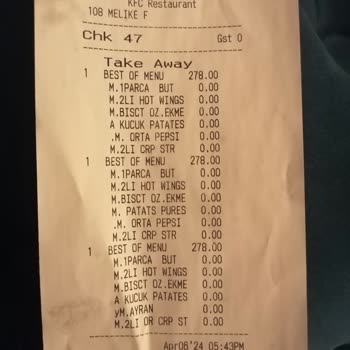 KFC Restaurant
108 MELIKE F
Chk 47 Gst 0
Take Away
1 BEST OF MENU 278.00
M.1PARCA BUT 0.00
M.2LI HOT WINGS 0.00
M.BISCT OZ.EKME 0.00
A KUCUK PATATES 0.00
.M. ORTA PEPSI 0.00
M.2LI CRP STR 0.00
1 BEST OF MENU 278.00
M.1PARCA BUT 0.00
M.2LI HOT WINGS 0.00
M.BISCT OZ.EKME 0.00
M. PATATS PURES 0.00
.M. ORTA PEPSI 0.00
M.2LI CRP STR 0.00
1 BEST OF MENU 278.00
M.1PARCA BUT 0.00
M.2LI HOT WINGS 0.00
M.BISCT OZ.EKME 0.00
A KUCUK PATATES 0.00
yM.AYRAN 0.00
M.2LI OR CRP ST 0.00
Apr06'24 05:43PM